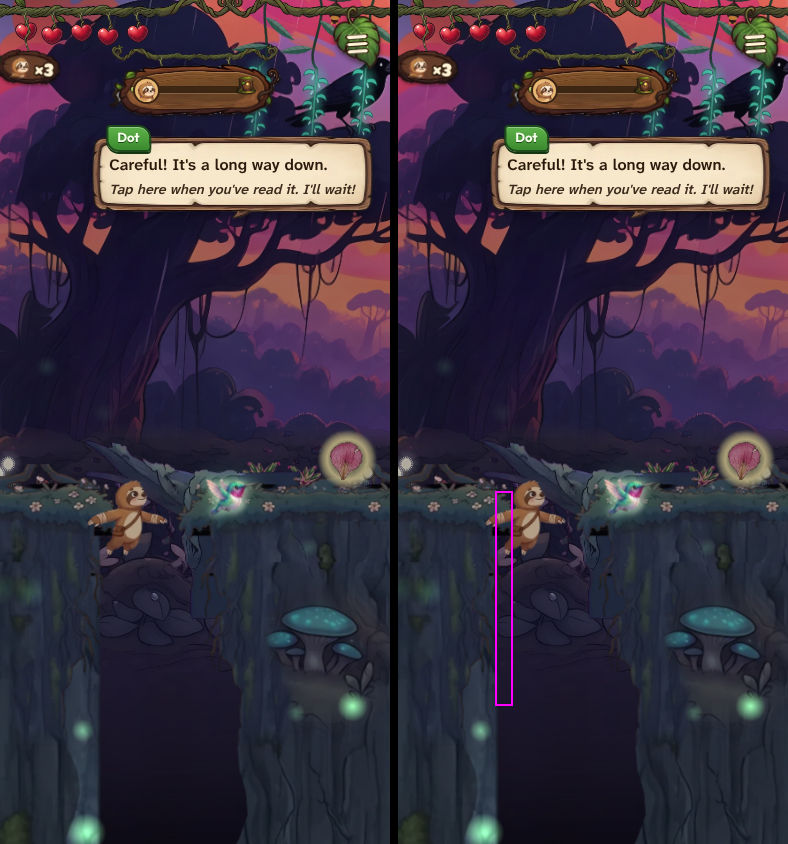 ×3
×3
Dot
Careful! It's a long way down.
Tap here when you've read it. I'll wait!
Dot
Careful! It's a long way down.
Tap here when you've read it. I'll wait!